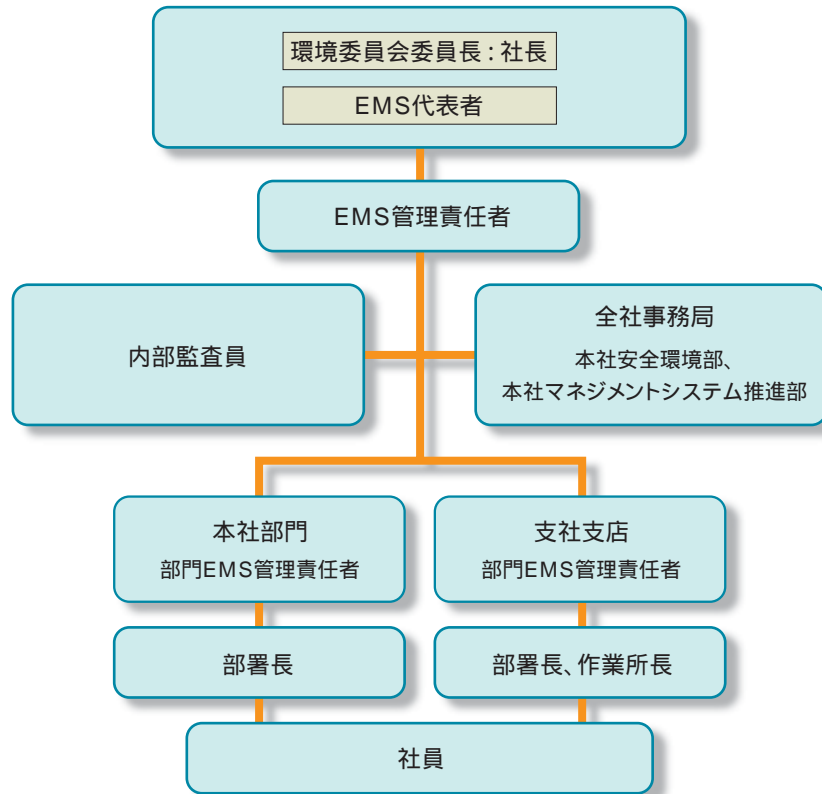 環境委員会委員長：社長
EMS代表者
EMS管理責任者
内部監査員
全社事務局
本社安全環境部、
本社マネジメントシステム推進部
本社部門
部門EMS管理責任者
支社支店
部門EMS管理責任者
部署長
部署長、作業所長
社員